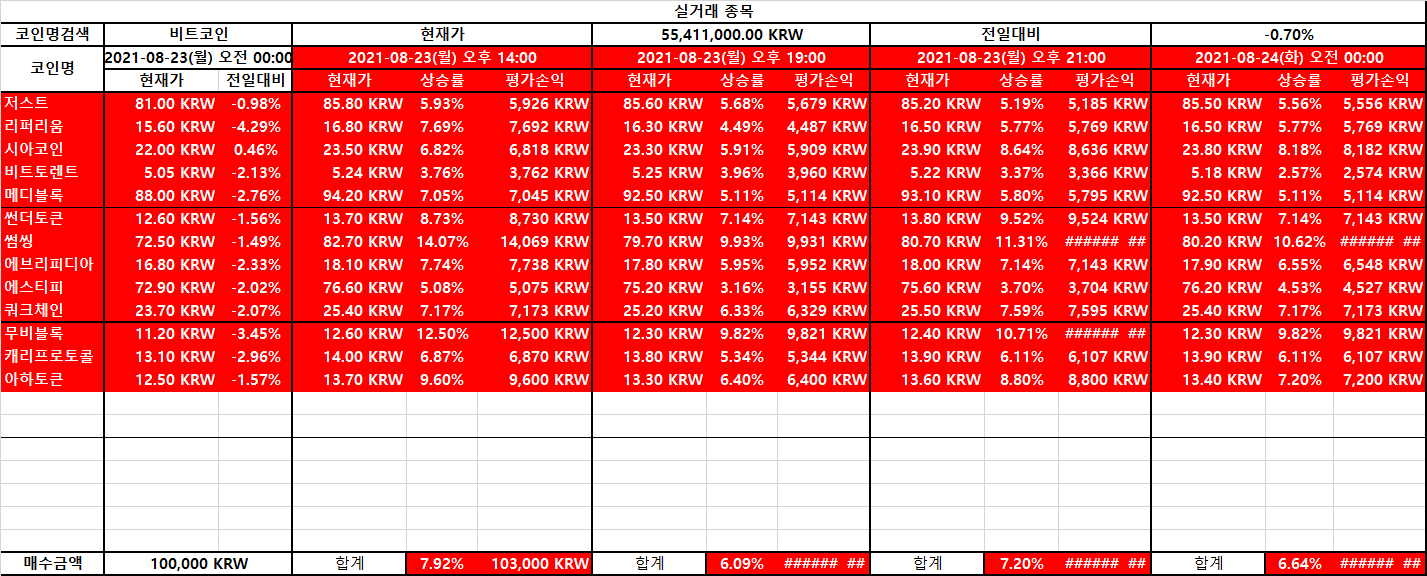 실거래 종목
코인명검색 비트코인 현재가 55,411,000.00 KRW 전일대비 -0.70%
코인명 2021-08-23(월) 오전 00:00 2021-08-23(월) 오후 14:00 2021-08-23(월) 오후 19:00 2021-08-23(월) 오후 21:00 2021-08-24(화) 오전 00:00
현재가 전일대비 현재가 상승률 평가손익 현재가 상승률 평가손익 현재가 상승률 평가손익 현재가 상승률 평가손익
저스트 81.00 KRW -0.98% 85.80 KRW 5.93% 5,926 KRW 85.60 KRW 5.68% 5,679 KRW 85.20 KRW 5.19% 5,185 KRW 85.50 KRW 5.56% 5,556 KRW
리퍼리움 15.60 KRW -4.29% 16.80 KRW 7.69% 7,692 KRW 16.30 KRW 4.49% 4,487 KRW 16.50 KRW 5.77% 5,769 KRW 16.50 KRW 5.77% 5,769 KRW
시아코인 22.00 KRW 0.46% 23.50 KRW 6.82% 6,818 KRW 23.30 KRW 5.91% 5,909 KRW 23.90 KRW 8.64% 8,636 KRW 23.80 KRW 8.18% 8,182 KRW
비트토렌트 5.05 KRW -2.13% 5.24 KRW 3.76% 3,762 KRW 5.25 KRW 3.96% 3,960 KRW 5.22 KRW 3.37% 3,366 KRW 5.18 KRW 2.57% 2,574 KRW
메디블록 88.00 KRW -2.76% 94.20 KRW 7.05% 7,045 KRW 92.50 KRW 5.11% 5,114 KRW 93.10 KRW 5.80% 5,795 KRW 92.50 KRW 5.11% 5,114 KRW
썬더토큰 12.60 KRW -1.56% 13.70 KRW 8.73% 8,730 KRW 13.50 KRW 7.14% 7,143 KRW 13.80 KRW 9.52% 9,524 KRW 13.50 KRW 7.14% 7,143 KRW
썸씽 72.50 KRW -1.49% 82.70 KRW 14.07% 14,069 KRW 79.70 KRW 9.93% 9,931 KRW 80.70 KRW 11.31% ###### ## 80.20 KRW 10.62% ###### ##
에브리피디아 16.80 KRW -2.33% 18.10 KRW 7.74% 7,738 KRW 17.80 KRW 5.95% 5,952 KRW 18.00 KRW 7.14% 7,143 KRW 17.90 KRW 6.55% 6,548 KRW
에스티피 72.90 KRW -2.02% 76.60 KRW 5.08% 5,075 KRW 75.20 KRW 3.16% 3,155 KRW 75.60 KRW 3.70% 3,704 KRW 76.20 KRW 4.53% 4,527 KRW
쿼크체인 23.70 KRW -2.07% 25.40 KRW 7.17% 7,173 KRW 25.20 KRW 6.33% 6,329 KRW 25.50 KRW 7.59% 7,595 KRW 25.40 KRW 7.17% 7,173 KRW
무비블록 11.20 KRW -3.45% 12.60 KRW 12.50% 12,500 KRW 12.30 KRW 9.82% 9,821 KRW 12.40 KRW 10.71% ###### ## 12.30 KRW 9.82% 9,821 KRW
캐리프로토콜 13.10 KRW -2.96% 14.00 KRW 6.87% 6,870 KRW 13.80 KRW 5.34% 5,344 KRW 13.90 KRW 6.11% 6,107 KRW 13.90 KRW 6.11% 6,107 KRW
아하토큰 12.50 KRW -1.57% 13.70 KRW 9.60% 9,600 KRW 13.30 KRW 6.40% 6,400 KRW 13.60 KRW 8.80% 8,800 KRW 13.40 KRW 7.20% 7,200 KRW
매수금액 100,000 KRW 합계 7.92% 103,000 KRW 합계 6.09% ###### ## 합계 7.20% ###### ## 합계 6.64% ###### ##